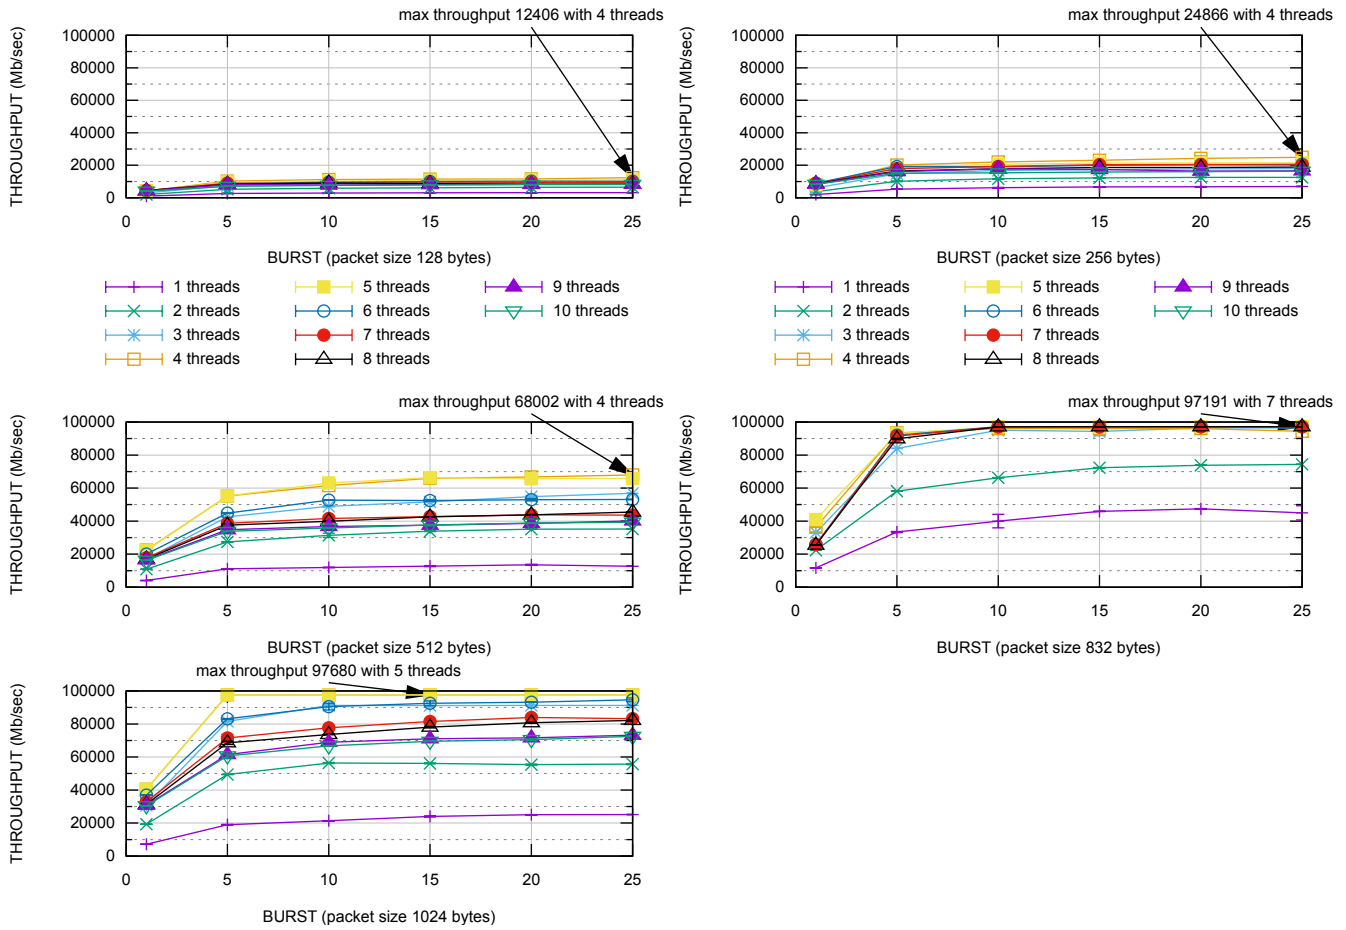 max throughput 12406 with 4 threads
THROUGHPUT (Mb/sec)
100000
80000
60000
40000
20000
0
0 5 10 15 20 25
BURST (packet size 128 bytes)
1 threads
2 threads
3 threads
4 threads
5 threads
6 threads
7 threads
8 threads
9 threads
10 threads
max throughput 24866 with 4 threads
THROUGHPUT (Mb/sec)
100000
80000
60000
40000
20000
0
0 5 10 15 20 25
BURST (packet size 256 bytes)
1 threads
2 threads
3 threads
4 threads
5 threads
6 threads
7 threads
8 threads
9 threads
10 threads
max throughput 68002 with 4 threads
THROUGHPUT (Mb/sec)
100000
80000
60000
40000
20000
0
0 5 10 15 20 25
BURST (packet size 512 bytes)
max throughput 97191 with 7 threads
THROUGHPUT (Mb/sec)
100000
80000
60000
40000
20000
0
0 5 10 15 20 25
BURST (packet size 832 bytes)
max throughput 97680 with 5 threads
THROUGHPUT (Mb/sec)
100000
80000
60000
40000
20000
0
0 5 10 15 20 25
BURST (packet size 1024 bytes)